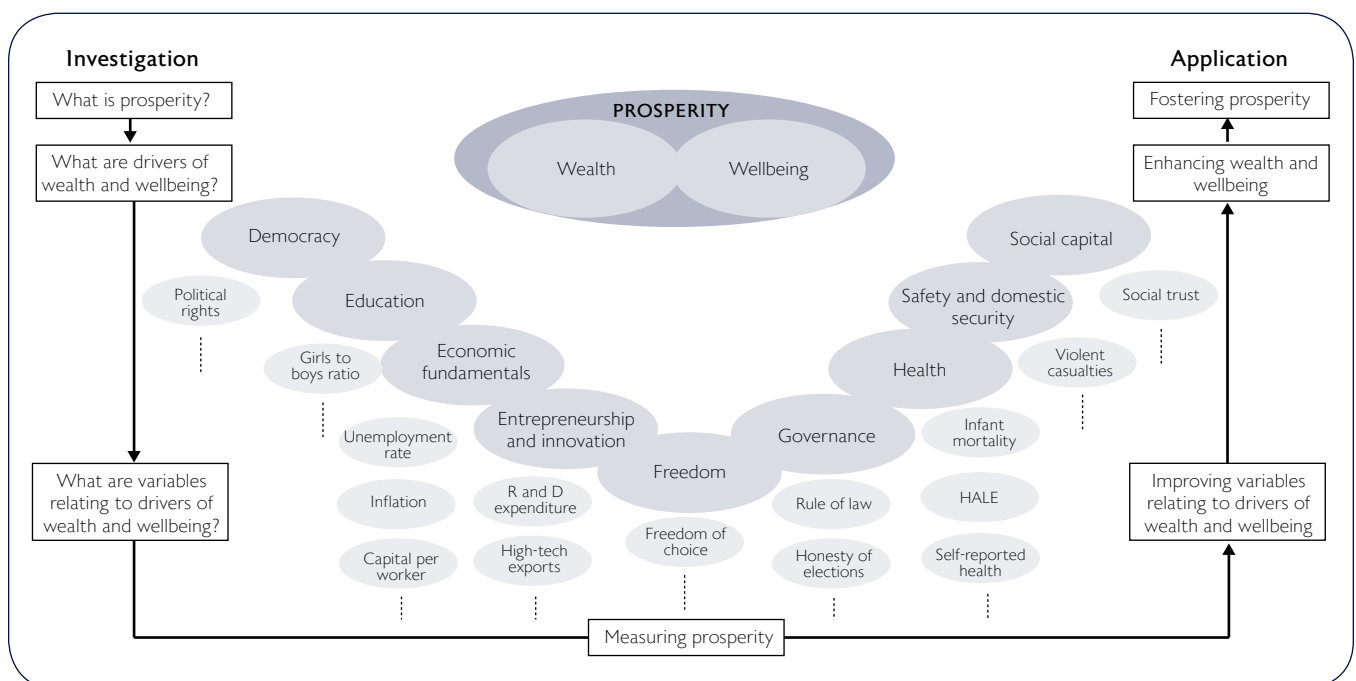 Investigation
What is prosperity?
What are drivers of
wealth and wellbeing?
What are variables
relating to drivers of
wealth and wellbeing?
PROSPERITY
Wealth
Wellbeing
Democracy
Education
Economic
fundamentals
Entrepreneurship
and innovation
Freedom
Governance
Health
Safety and domestic
security
Social capital
Political
rights
Girls to
boys ratio
Unemployment
rate
Inflation
Capital per
worker
R and D
expenditure
High-tech
exports
Freedom of
choice
Rule of law
Honesty of
elections
Infant
mortality
HALE
Self-reported
health
Violent
casualties
Social trust
Measuring prosperity
Application
Fostering prosperity
Enhancing wealth and
wellbeing
Improving variables
relating to drivers of
wealth and wellbeing